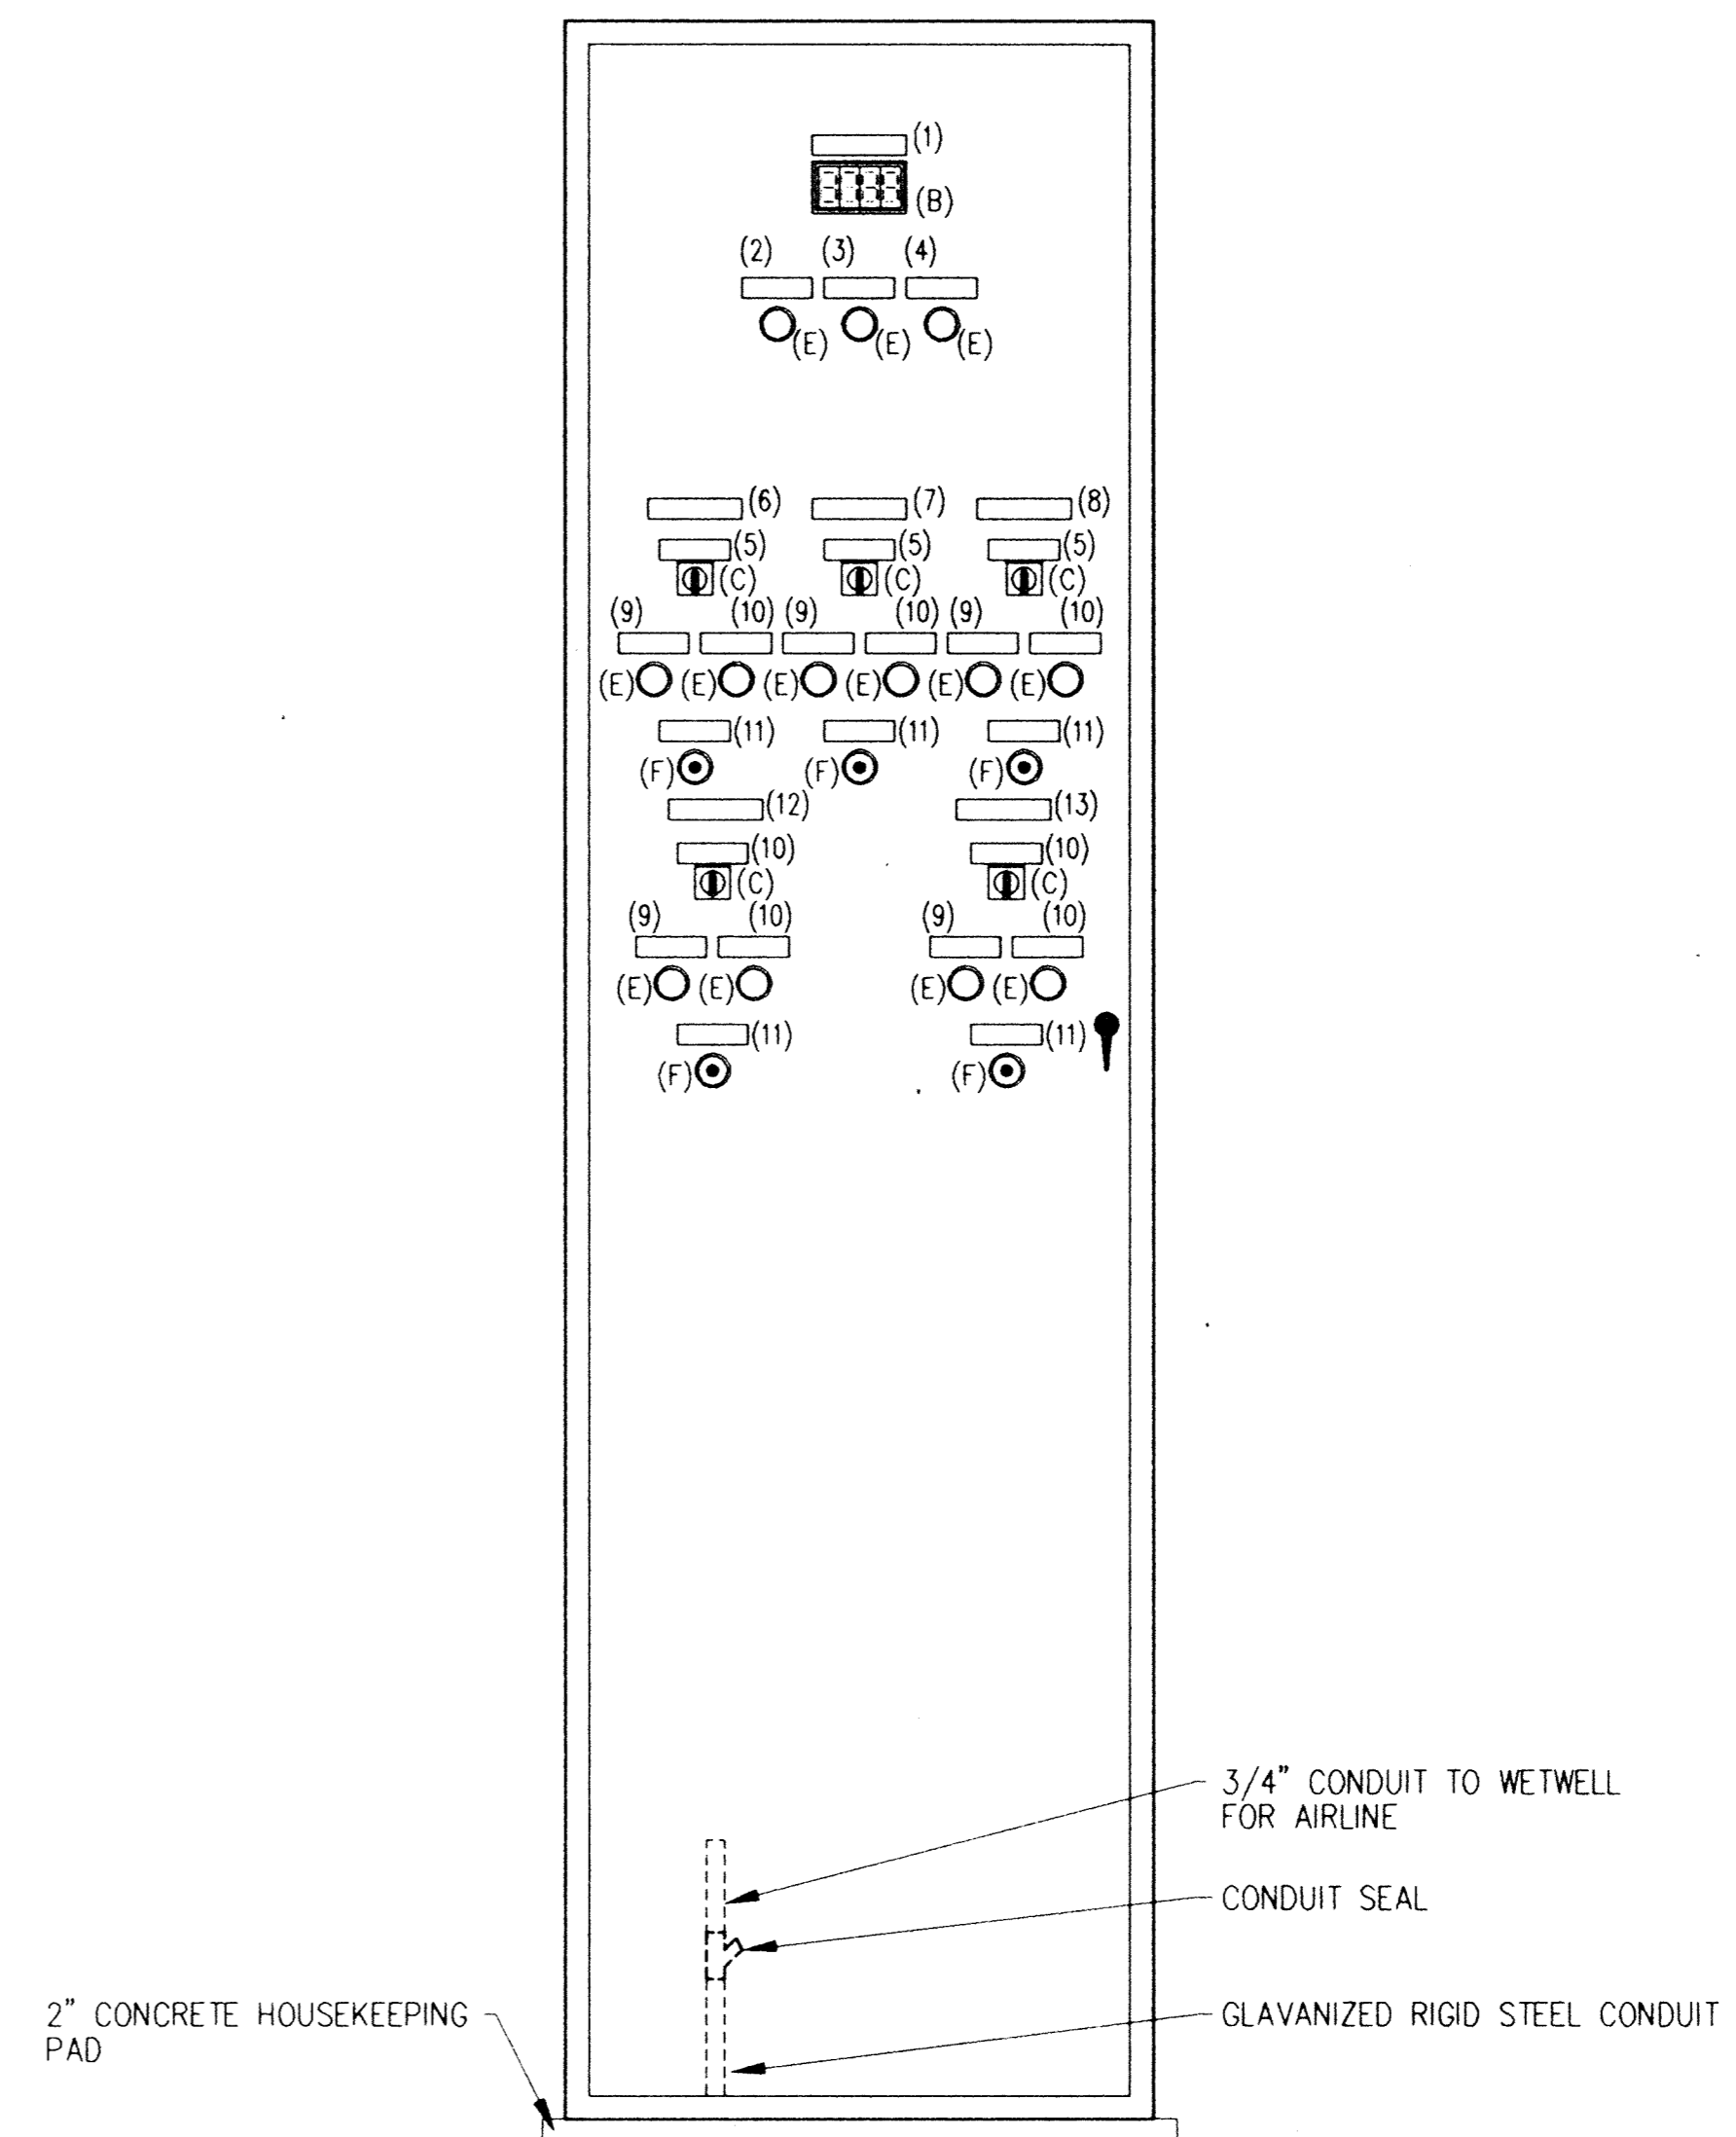 (1)
(B)
(2) (3) (4)
(E) (E) (E)
(6) (7) (8)
(5) (5) (5)
(C) (C) (C)
(9) (10) (9) (10) (9) (10)
(E) (E) (E) (E) (E) (E)
(11) (11) (11)
(F) (F) (F)
(12) (13)
(10) (10)
(C) (C)
(9) (10) (9) (10)
(E) (E) (E) (E)
(11) (11)
(F) (F)
3/4" CONDUIT TO WETWELL
FOR AIRLINE
CONDUIT SEAL
GLAVANIZED RIGID STEEL CONDUIT
2" CONCRETE HOUSEKEEPING
PAD